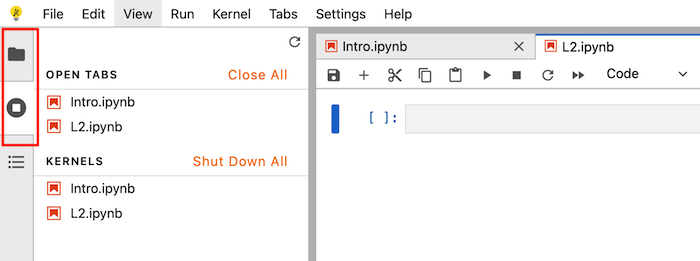 File Edit View Run Kernel Tabs Settings Help
OPEN TABS Close All
Intro.ipynb
L2.ipynb
KERNELS Shut Down All
Intro.ipynb
L2.ipynb
Intro.ipynb L2.ipynb
Code
[ ]: